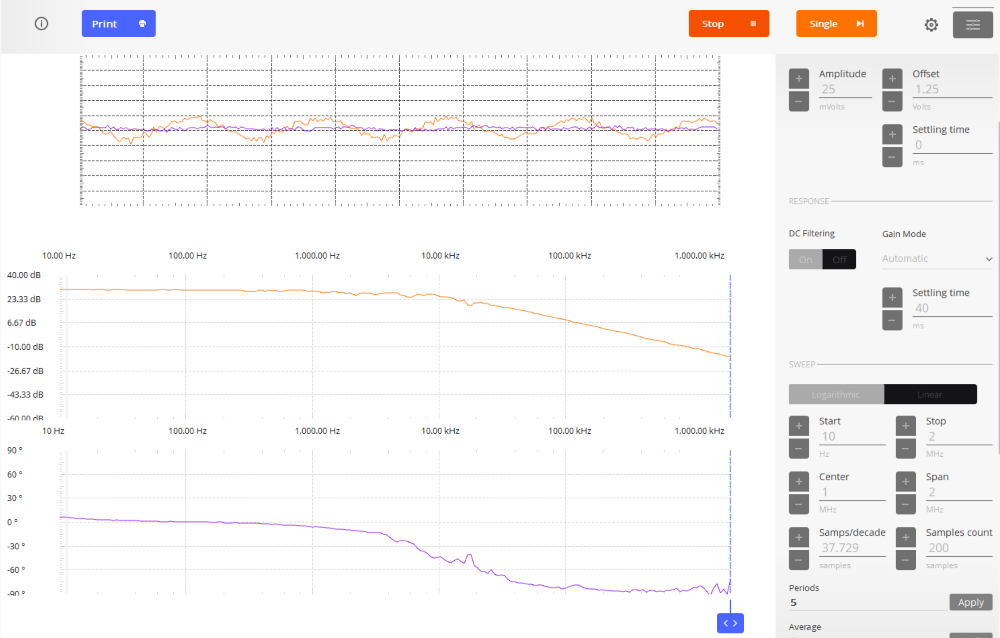 Print Stop Single
Amplitude Offset
25 1.25
mVolts Volts
Settling time
0
ms
RESPONSE
DC Filtering Gain Mode
On Off Automatic
Settling time
40
ms
SWEEP
Logarithmic Linear
Start Stop
10 2
Hz MHz
Center Span
1 2
MHz MHz
Samps/decade Samples count
37.729 200
samples samples
Periods
5 Apply
Average
10.00 Hz 100.00 Hz 1,000.00 Hz 10.00 kHz 100.00 kHz 1,000.00 kHz
40.00 dB
23.33 dB
6.67 dB
-10.00 dB
-26.67 dB
-43.33 dB
-60.00 dB
10 Hz 100.00 Hz 1,000.00 Hz 10.00 kHz 100.00 kHz 1,000.00 kHz
90 °
60 °
30 °
0 °
-30 °
-60 °
-90 °